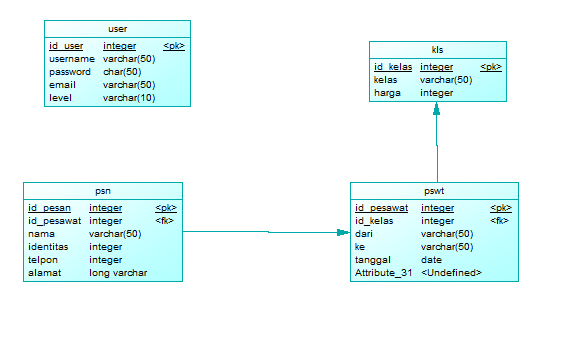 user
id_user integer <pk>
username varchar(50)
password char(50)
email varchar(50)
level varchar(10)
kls
id_kelas integer <pk>
kelas varchar(50)
harga integer
psn
id_pesan integer <pk>
id_pesawat integer <fk>
nama varchar(50)
identitas integer
telpon integer
alamat long varchar
pswt
id_pesawat integer <pk>
id_kelas integer <fk>
dari varchar(50)
ke varchar(50)
tanggal date
Attribute_31 <Undefined>